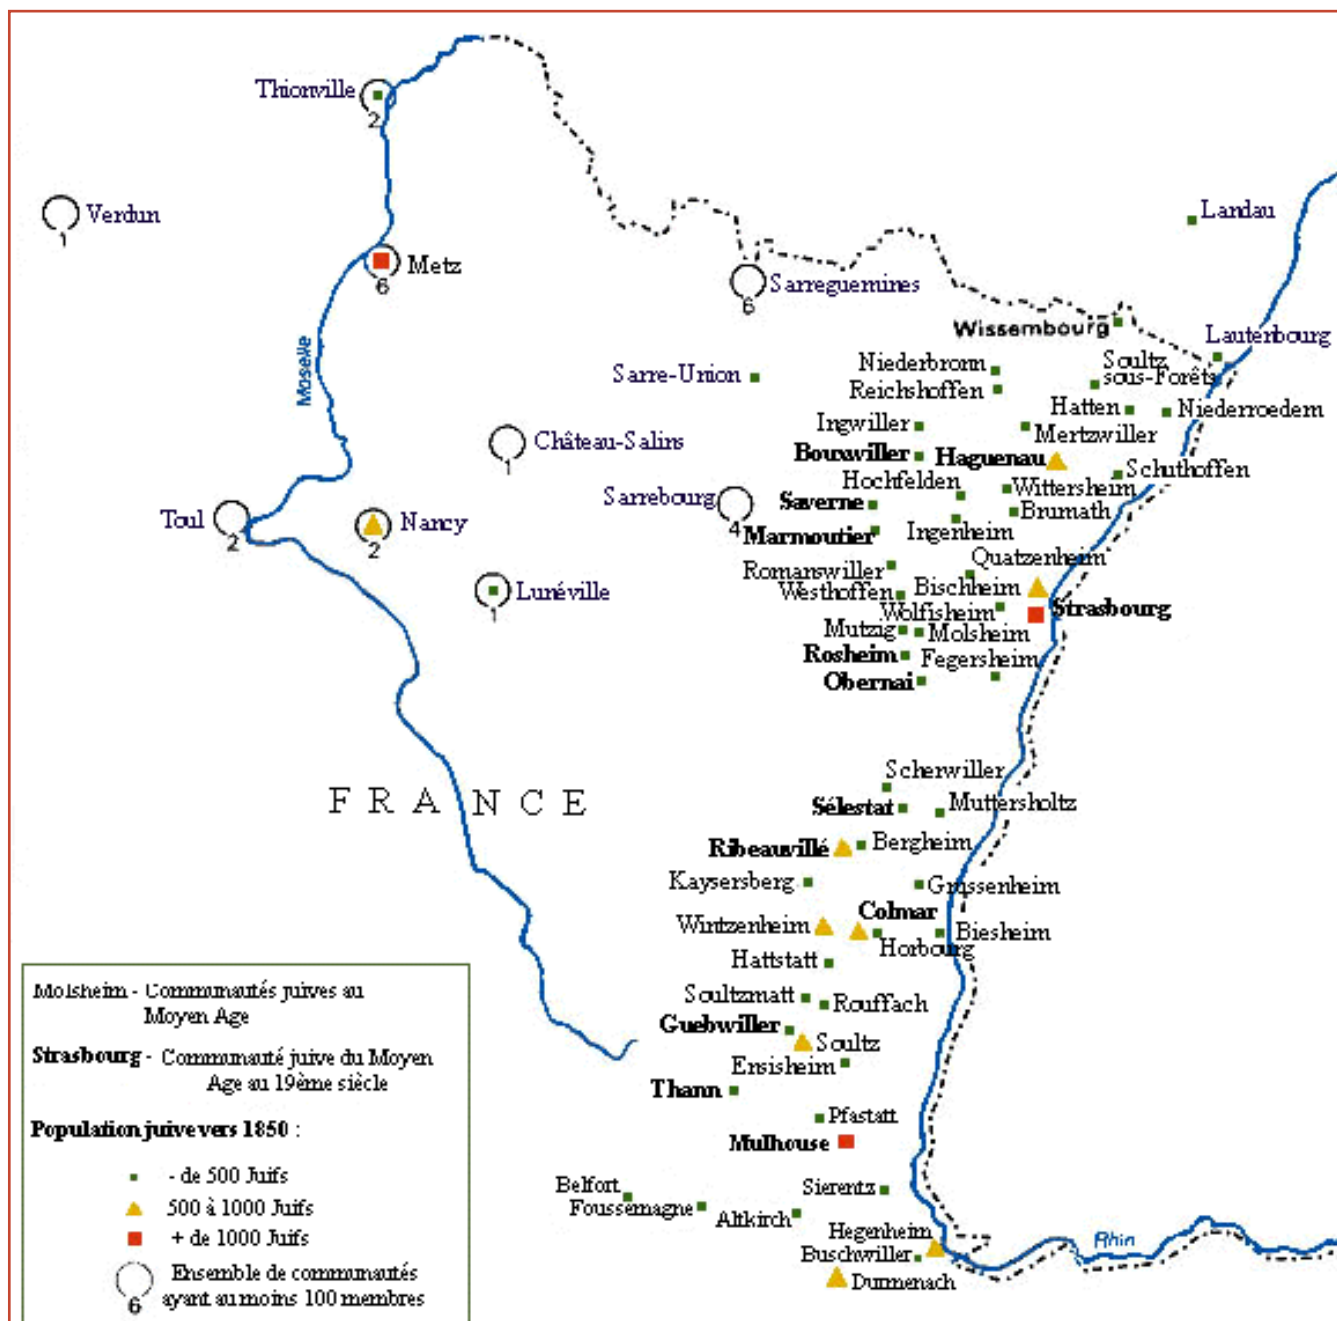 Thionville
2
Verdun
1
Metz
6
Landau
Sarreguemines
6
Wissembourg
Lauterbourg
Moselle
Niederbronn
Soultz
sous-Forêts
Sarre-Union
Reichshoffen
Hatten
Niederroedem
Ingwiller
Mertzwiller
Château-Salins
1
Bouxwiller
Haguenau
Schuthoffen
Hochfelden
Wittersheim
Sarrebourg
4
Saverne
Brumath
Toul
2
Nancy
2
Marmoutier
Ingenheim
Quatzenheim
Romanswiller
Westhoffen
Bischheim
Lunéville
1
Wolfisheim
Strasbourg
Mutzig
Molsheim
Rosheim
Fegersheim
Obernai
Scherwiller
FRANCE
Sélestat
Muttersholtz
Ribeauvillé
Bergheim
Kaysersberg
Grussenheim
Colmar
Wintzenheim
Horbourg
Biesheim
Hattstatt
Soultzmatt
Rouffach
Guebwiller
Soultz
Ensisheim
Thann
Pfastatt
Mulhouse
Belfort
Foussemagne
Sierentz
Altkirch
Hegenheim
Buschwiller
Durmenach
Rhin
Molsheim - Communautés juives au
Moyen Age
Strasbourg - Communauté juive du Moyen
Age au 19ème siècle
Population juive vers 1850 :
- de 500 Juifs
500 à 1000 Juifs
+ de 1000 Juifs
Ensemble de communautés
ayant au moins 100 membres
6